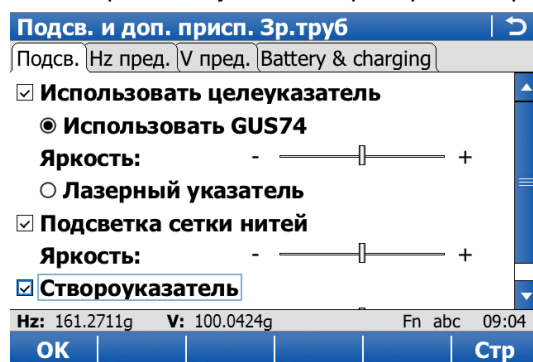 Подсв. и доп. присп. Зр.труб
Подсв. Hz пред. V пред. Battery & charging
Использовать целеуказатель
Использовать GUS74
Яркость: - +
Лазерный указатель
Подсветка сетки нитей
Яркость: - +
Створоуказатель
Hz: 161.2711g V: 100.0424g Fn abc 09:04
OK Стр